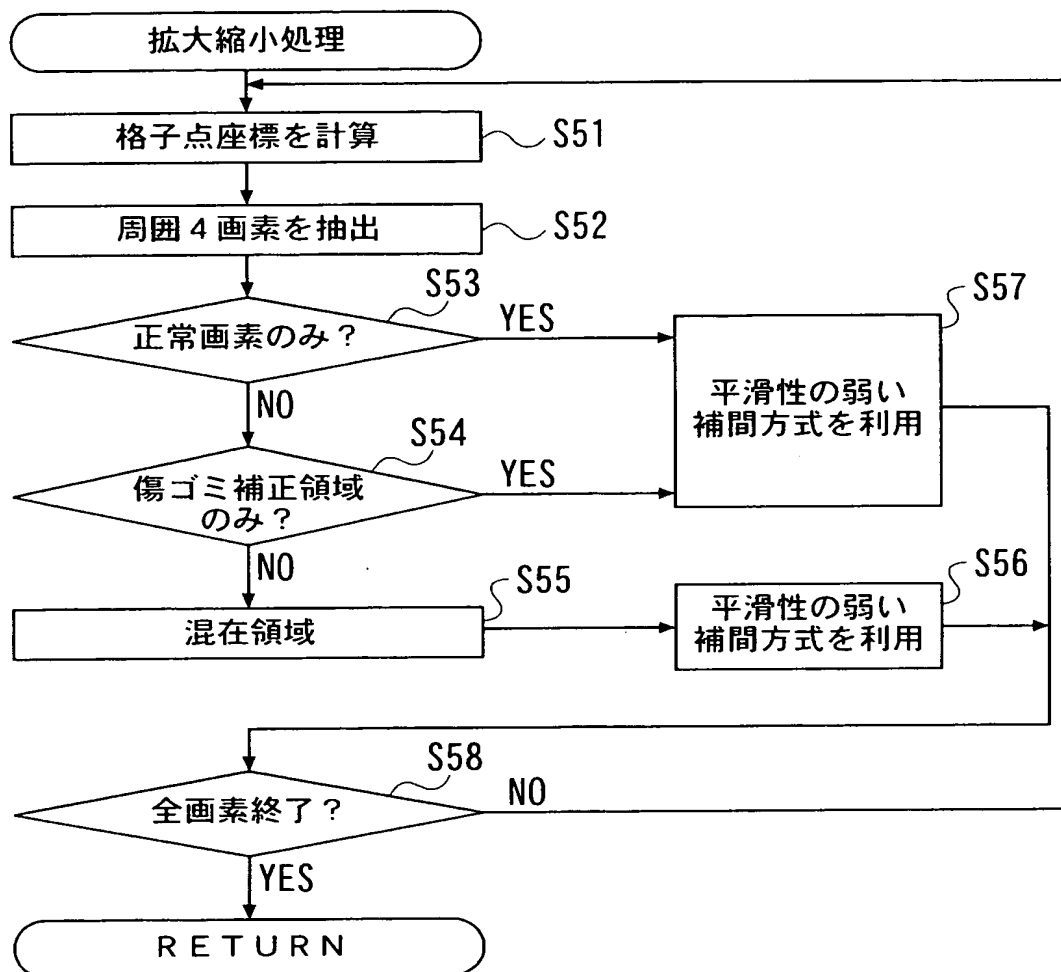 拡大縮小処理
格子点座標を計算
S51
周囲4画素を抽出
S52
S53
正常画素のみ?
YES
NO
S57
平滑性の弱い
補間方式を利用
S54
傷ゴミ補正領域
のみ?
YES
NO
S55
混在領域
S56
平滑性の弱い
補間方式を利用
S58
全画素終了?
NO
YES
RETURN